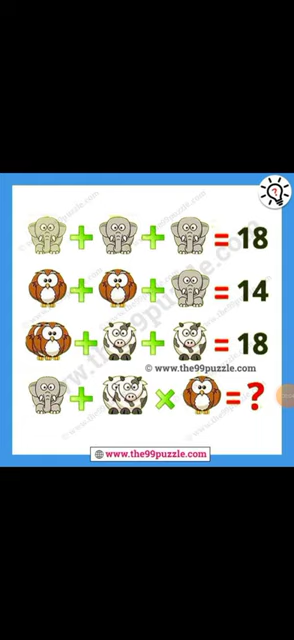 ?
+ + = 18
+ + = 14
+ + = 18
© www.the99puzzle.com
+ × = ?
www.the99puzzle.com